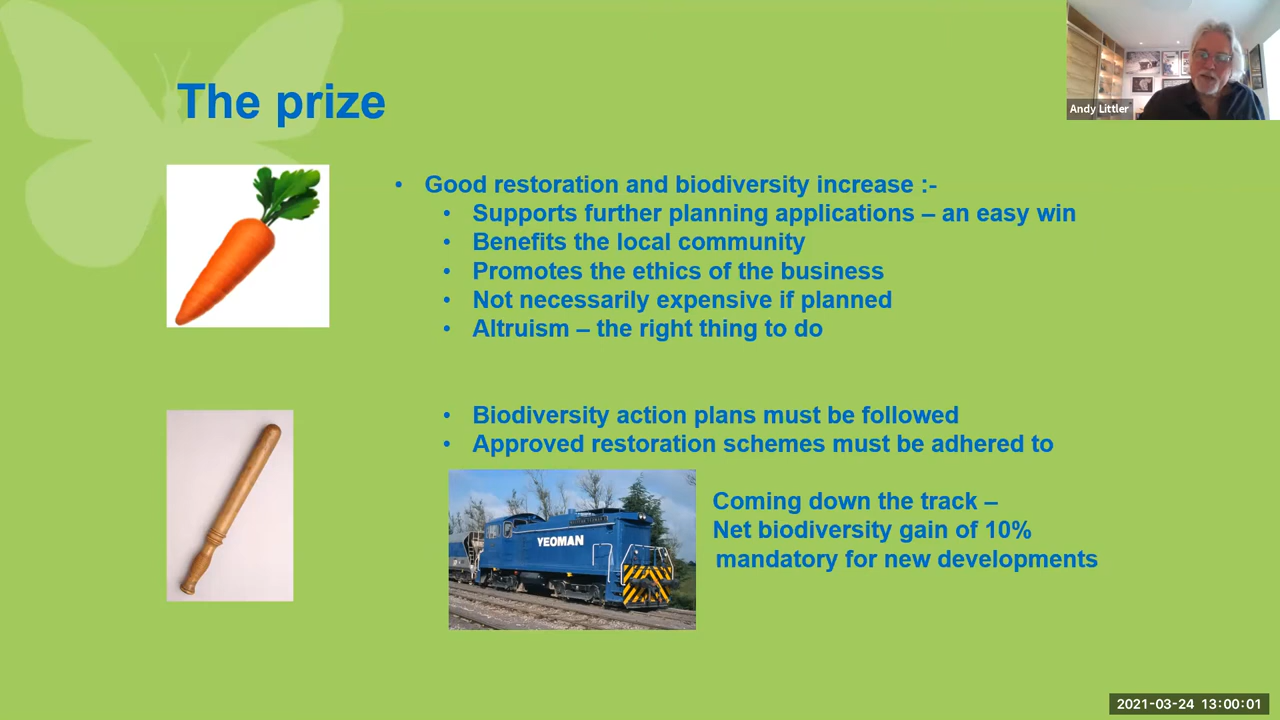 The prize
Andy Littler
• Good restoration and biodiversity increase :-
• Supports further planning applications – an easy win
• Benefits the local community
• Promotes the ethics of the business
• Not necessarily expensive if planned
• Altruism – the right thing to do
• Biodiversity action plans must be followed
• Approved restoration schemes must be adhered to
YEOMAN
Coming down the track –
Net biodiversity gain of 10%
mandatory for new developments
2021-03-24 13:00:01